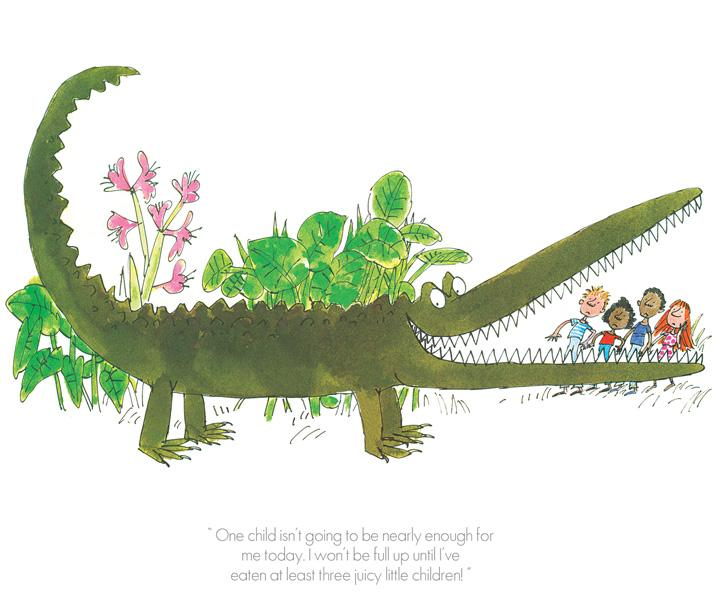 “ One child isn’t going to be nearly enough for
me today. I won’t be full up until I’ve
eaten at least three juicy little children! ”